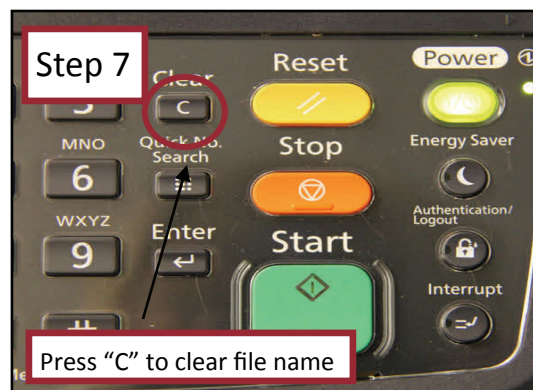 Step 7
Clear
C
Reset
Power
MNO
6
Quick No.
Search
Stop
Energy Saver
WXYZ
9
Enter
Start
Authentication/
Logout
Interrupt
#
Press “C” to clear file name